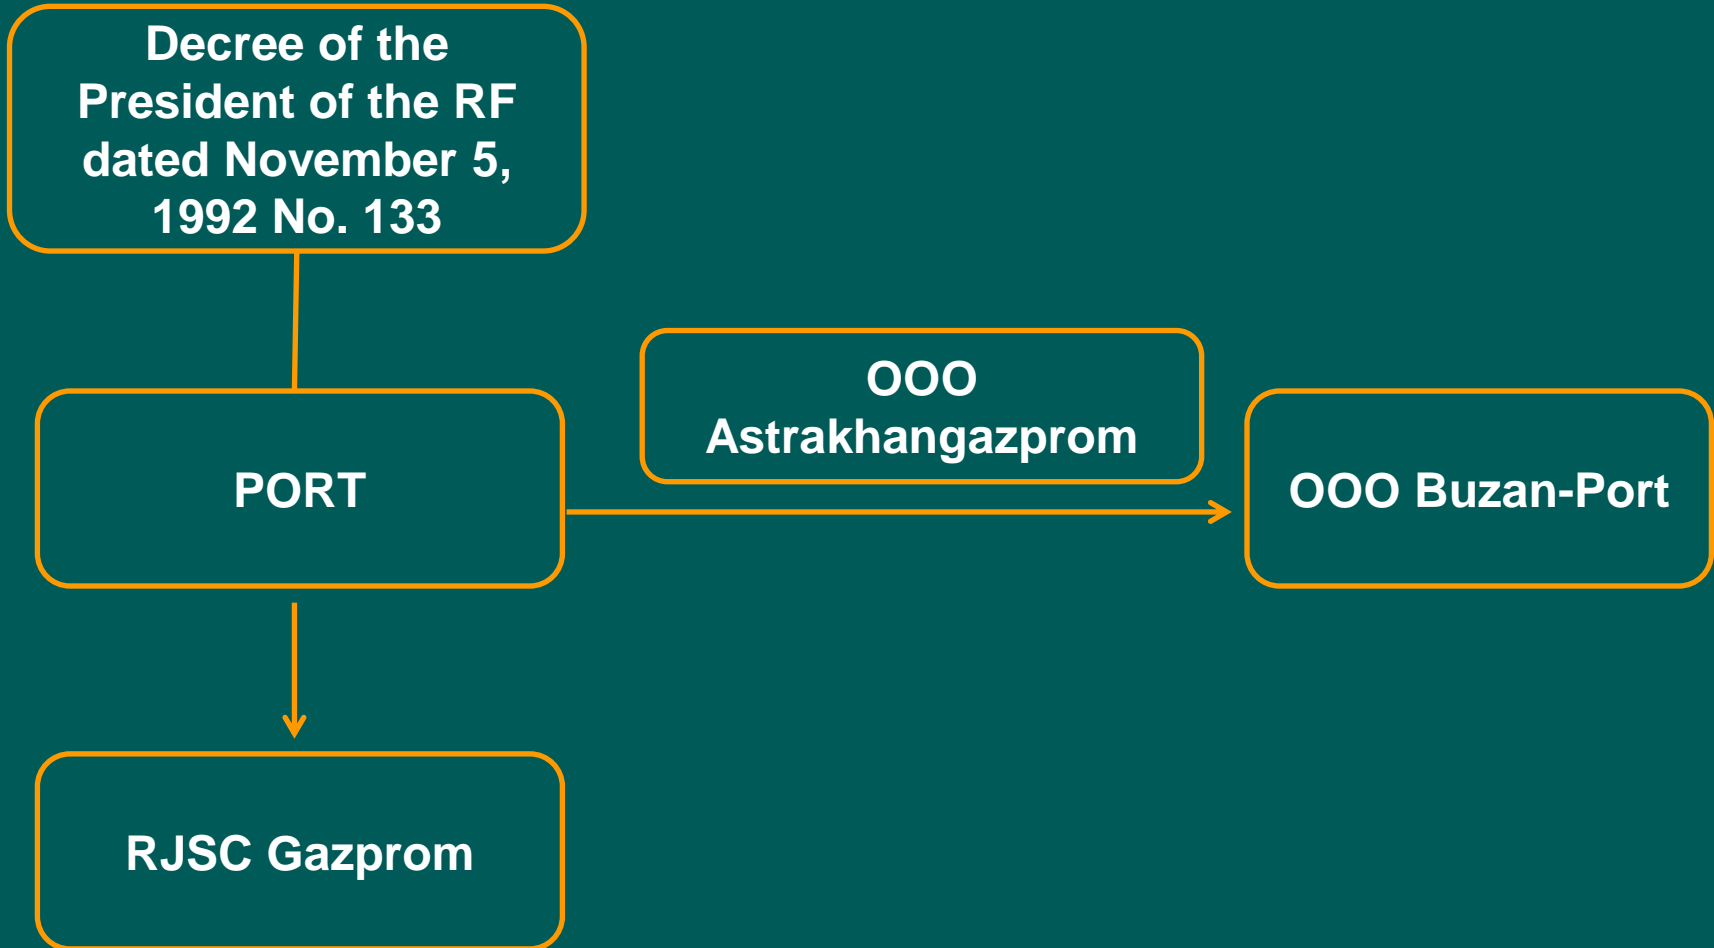 Decree of the
President of the RF
dated November 5,
1992 No. 133
OOO
Astrakhangazprom
PORT
OOO Buzan-Port
RJSC Gazprom